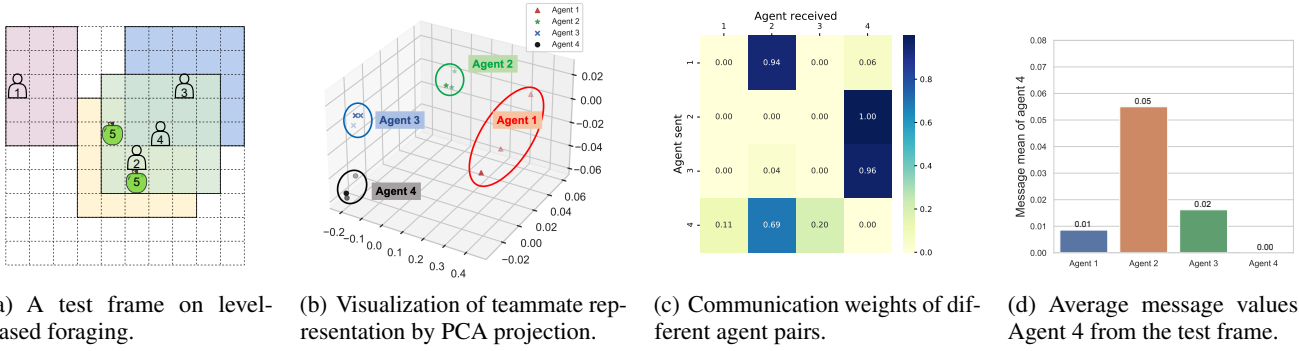 1
3
5
4
2
5
Agent 1
Agent 2
Agent 3
Agent 4
Agent 2
Agent 3
Agent 1
Agent 4
0.02
0.00
−0.02
−0.04
−0.06
−0.2
−0.1
0.0
0.1
0.2
0.3
0.4
−0.02
0.00
0.02
0.04
0.06
Agent received
1 2 3 4
Agent sent
1 0.00 0.94 0.00 0.06
2 0.00 0.00 0.00 1.00
3 0.00 0.04 0.00 0.96
4 0.11 0.69 0.20 0.00
0.8
0.6
0.4
0.2
0.0
Message mean of agent 4
0.08
0.07
0.06
0.05
0.04
0.03
0.02
0.01
0.00
0.01
0.05
0.02
0.00
Agent 1 Agent 2 Agent 3 Agent 4
a) A test frame on level-
ased foraging.
(b) Visualization of teammate rep-
resentation by PCA projection.
(c) Communication weights of dif-
ferent agent pairs.
(d) Average message values
Agent 4 from the test frame.